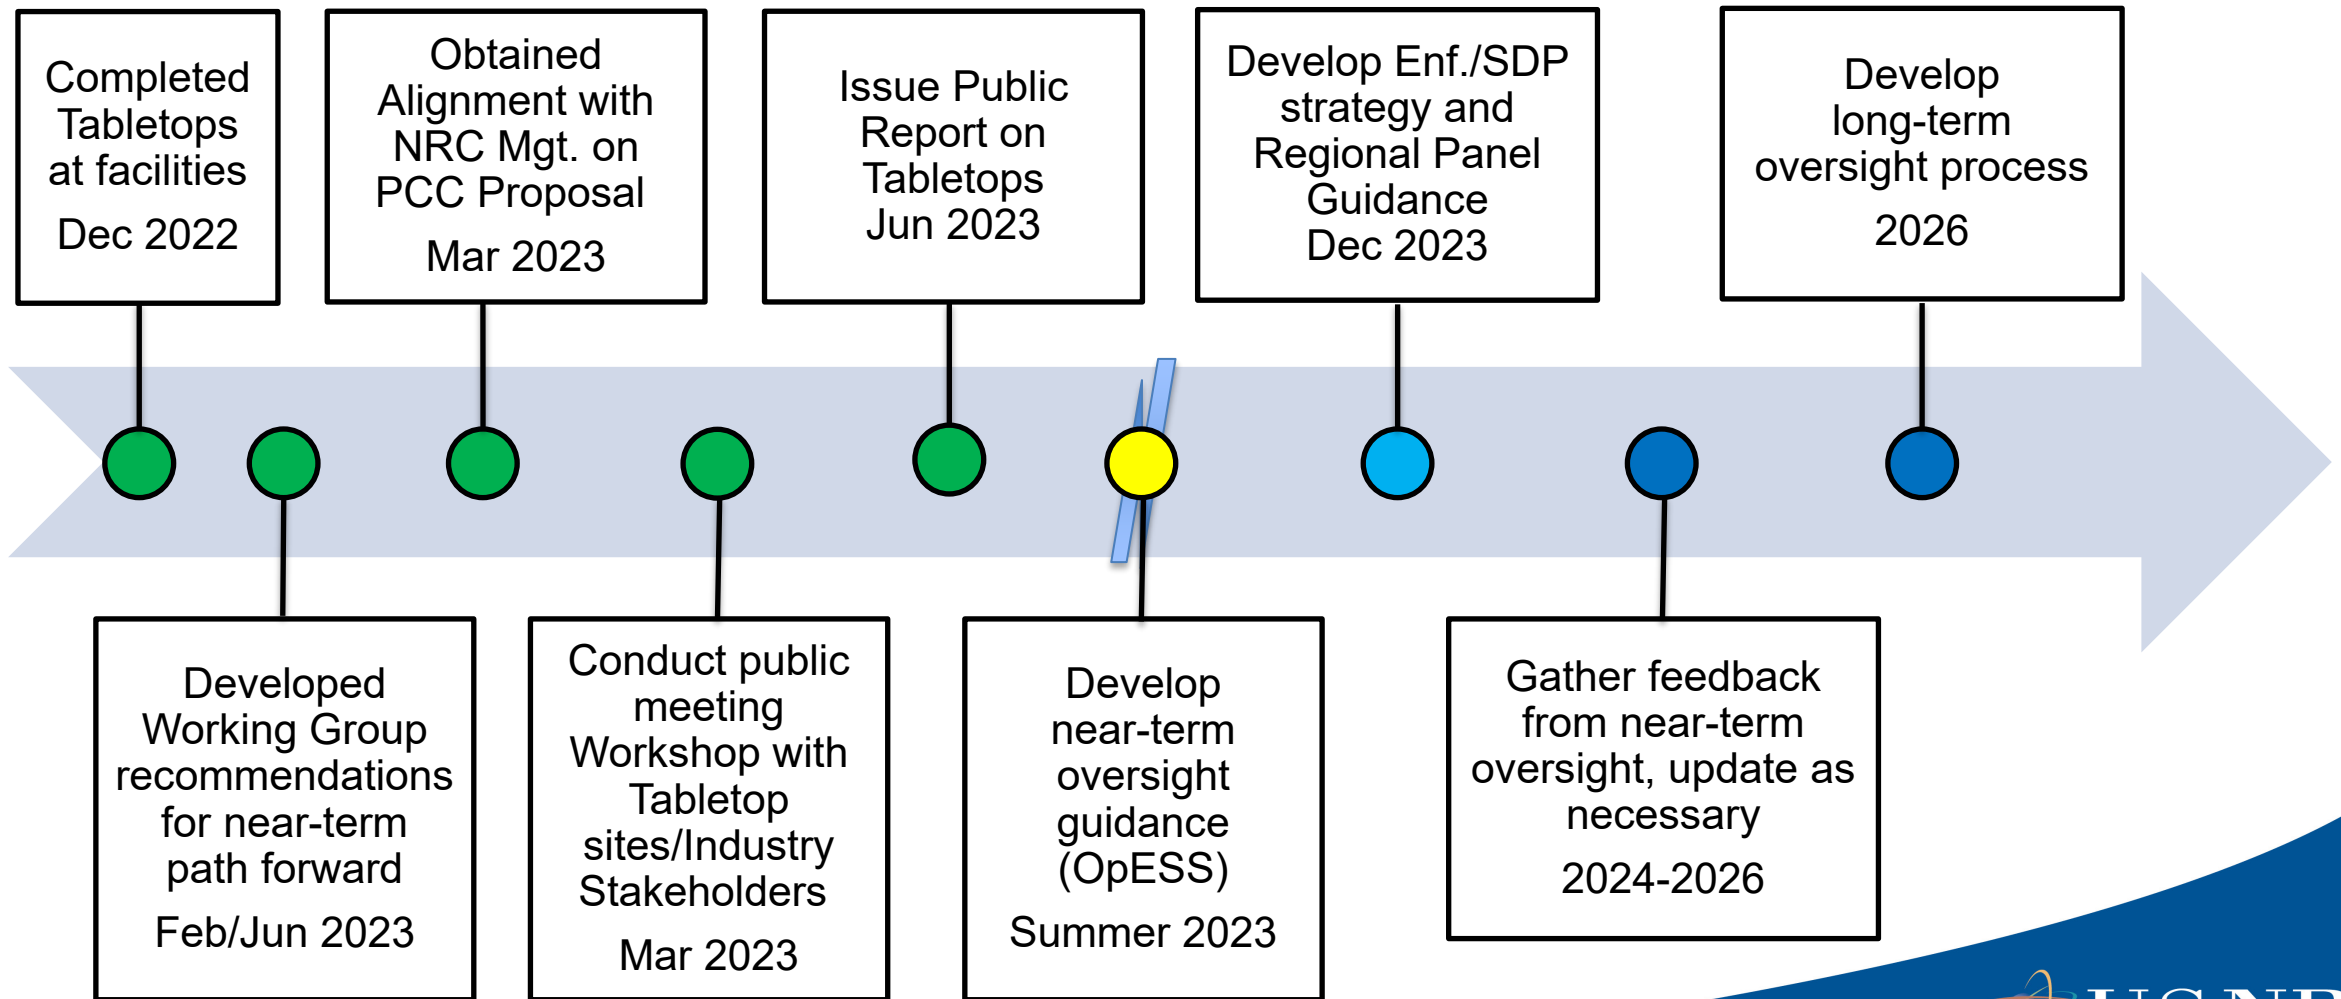 Completed
Tabletops
at facilities
Dec 2022
Obtained
Alignment with
NRC Mgt. on
PCC Proposal
Mar 2023
Issue Public
Report on
Tabletops
Jun 2023
Develop Enf./SDP
strategy and
Regional Panel
Guidance
Dec 2023
Develop
long-term
oversight process
2026
Developed
Working Group
recommendations
for near-term
path forward
Feb/Jun 2023
Conduct public
meeting
Workshop with
Tabletop
sites/Industry
Stakeholders
Mar 2023
Develop
near-term
oversight
guidance
(OpESS)
Summer 2023
Gather feedback
from near-term
oversight, update as
necessary
2024-2026